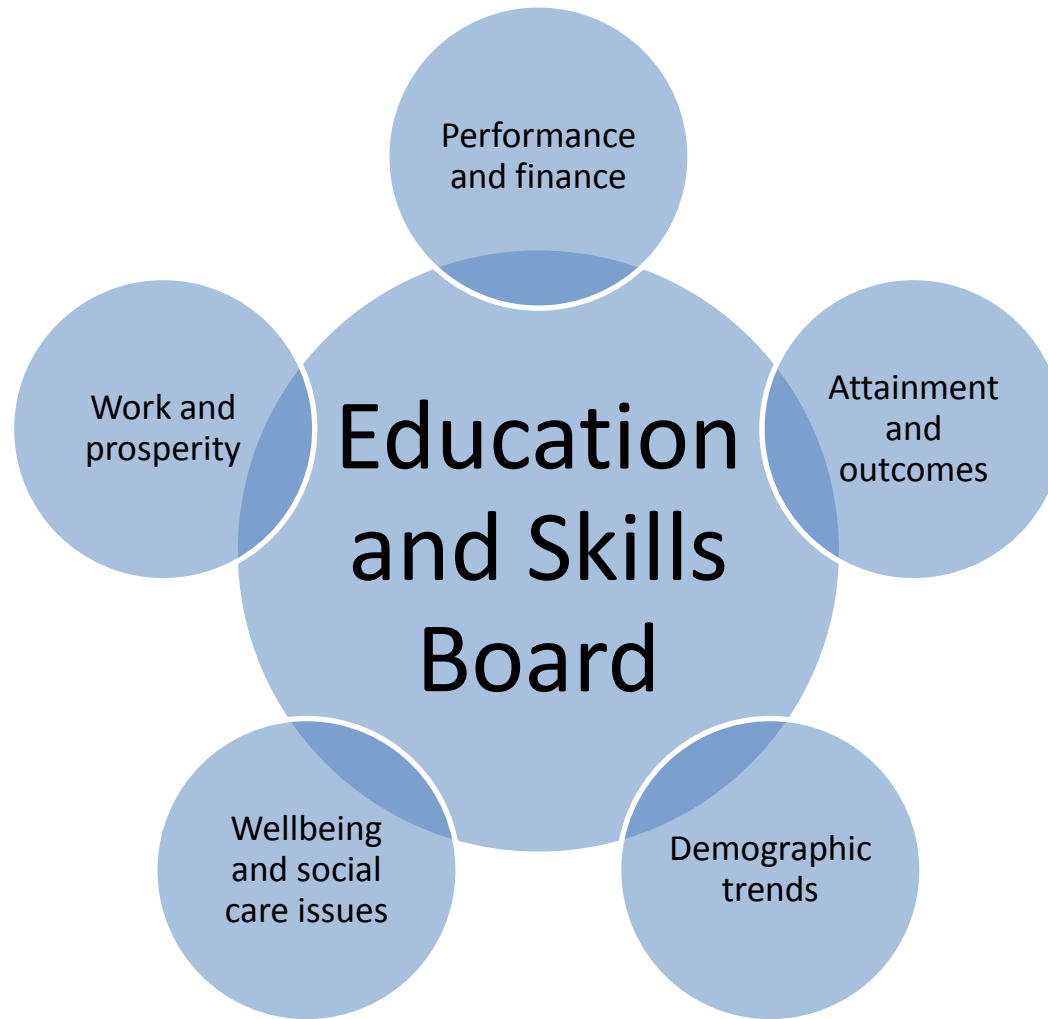 Performance
and finance
Work and
prosperity
Education
and Skills
Board
Attainment
and
outcomes
Wellbeing
and social
care issues
Demographic
trends